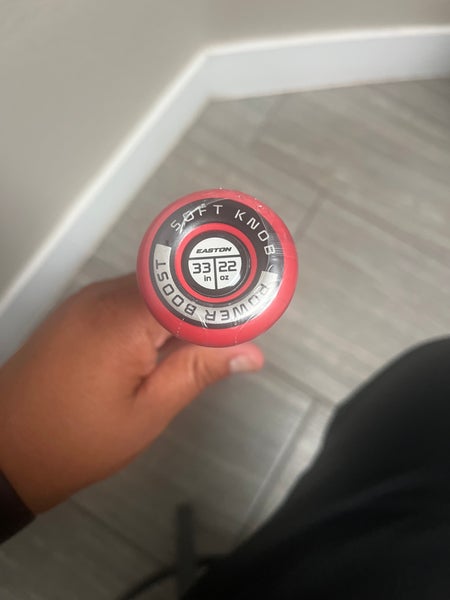 SOFT KNOB
EASTON
33 22
in oz
POWER BOOST